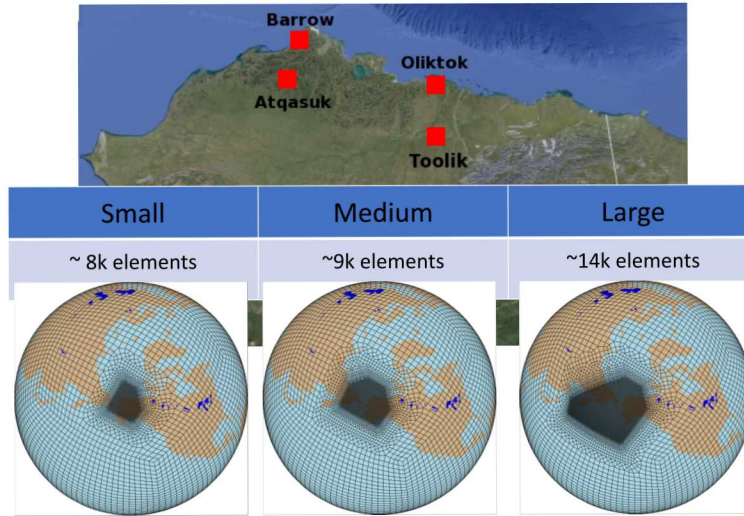 Barrow
Oliktok
Atqasuk
Toolik
Small
Medium
Large
~ 8k elements
~9k elements
~14k elements